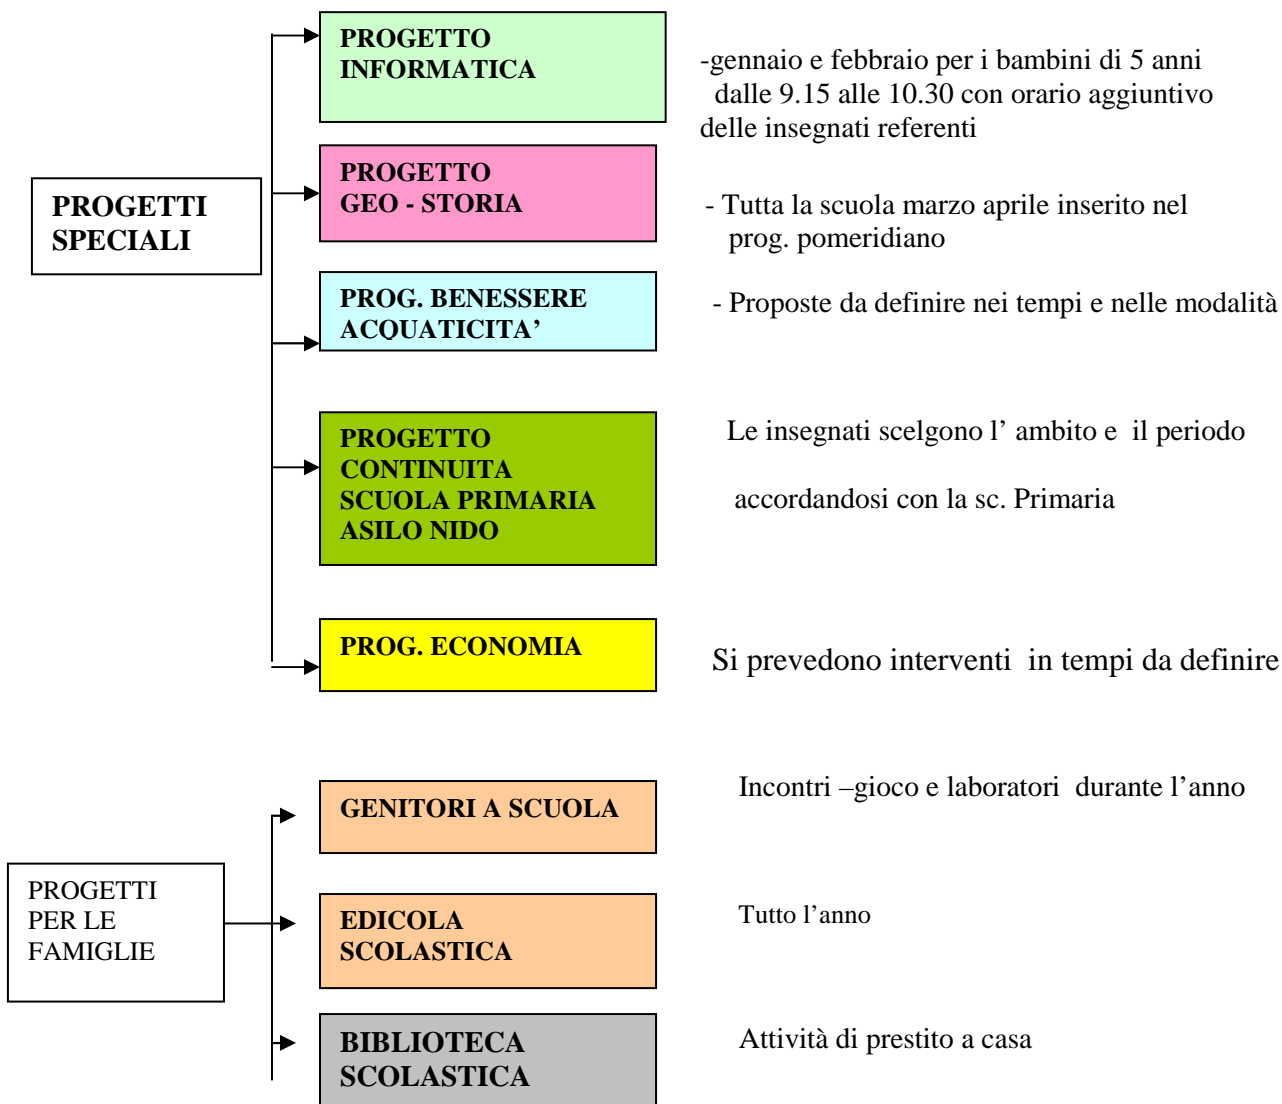 PROGETTO
INFORMATICA
-gennaio e febbraio per i bambini di 5 anni
dalle 9.15 alle 10.30 con orario aggiuntivo
delle insegnati referenti
PROGETTI
SPECIALI
PROGETTO
GEO - STORIA
- Tutta la scuola marzo aprile inserito nel
prog. pomeridiano
PROG. BENESSERE
ACQUATICITA’
- Proposte da definire nei tempi e nelle modalità
PROGETTO
CONTINUITA
SCUOLA PRIMARIA
ASILO NIDO
Le insegnati scelgono l’ ambito e il periodo
accordandosi con la sc. Primaria
PROG. ECONOMIA
Si prevedono interventi in tempi da definire
GENITORI A SCUOLA
Incontri –gioco e laboratori durante l’anno
PROGETTI
PER LE
FAMIGLIE
EDICOLA
SCOLASTICA
Tutto l’anno
BIBLIOTECA
SCOLASTICA
Attività di prestito a casa